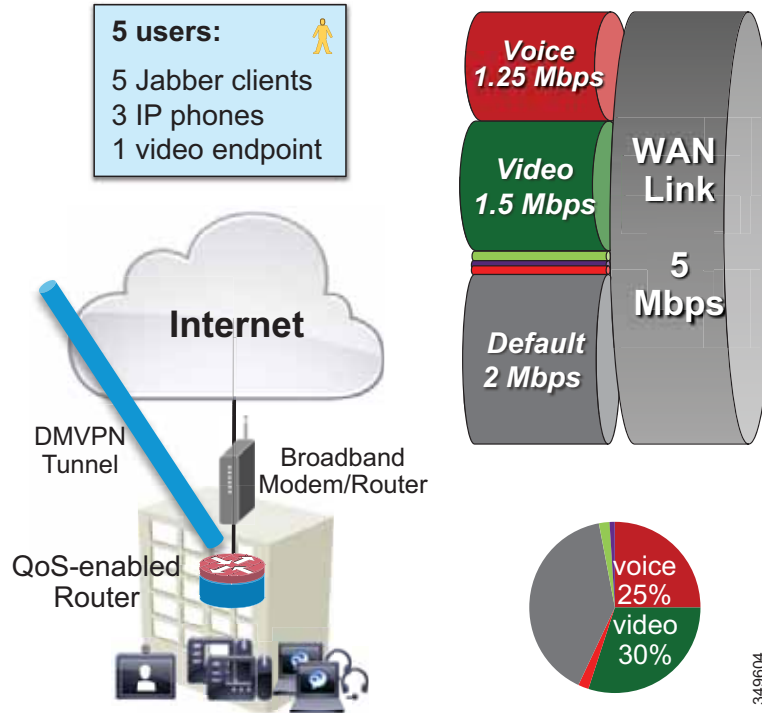 5 users:
5 Jabber clients
3 IP phones
1 video endpoint
Voice
1.25 Mbps
Video
1.5 Mbps
Default
2 Mbps
WAN
Link
5
Mbps
Internet
DMVPN
Tunnel
Broadband
Modem/Router
QoS-enabled
Router
voice
25%
video
30%
349604